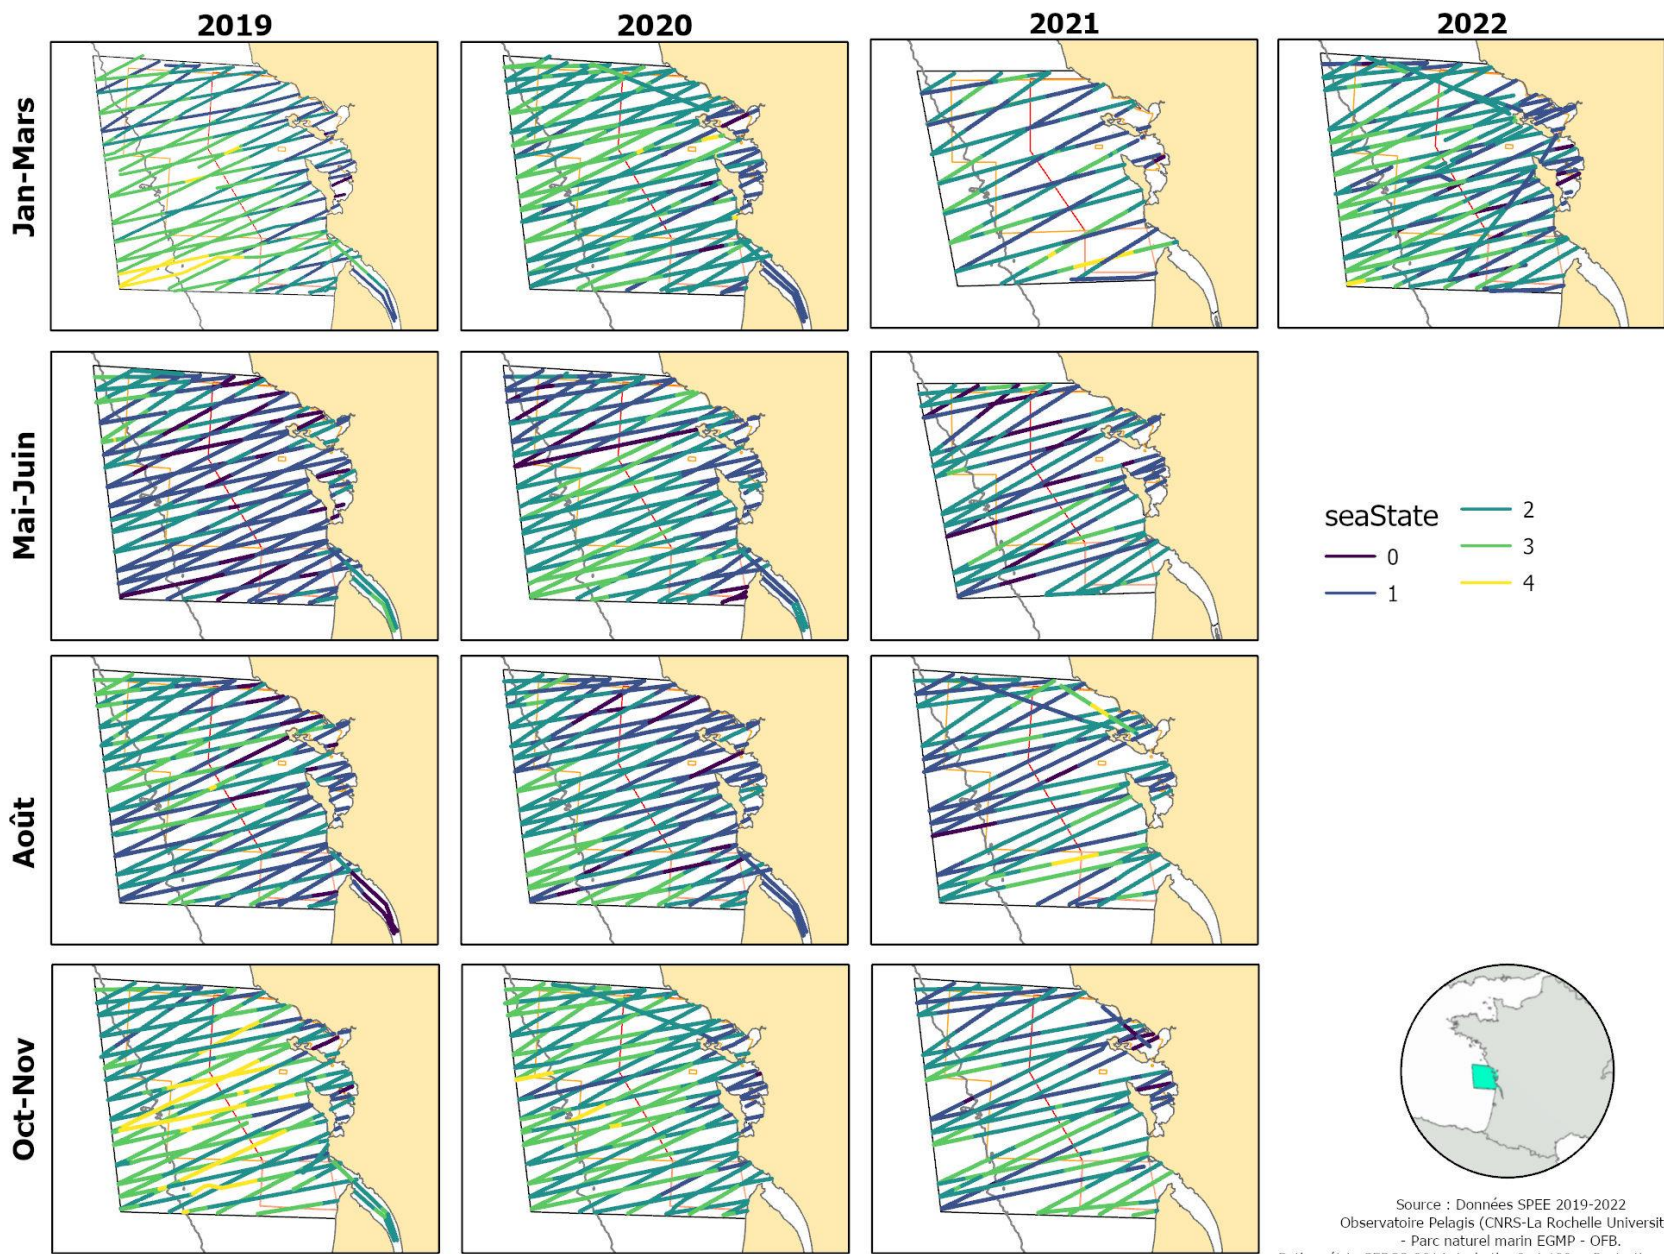 2019
2020
2021
2022
Jan-Mars
Mai-Juin
Août
Oct-Nov
seaState
0
1
2
3
4
Source : Données SPEE 2019-2022
Observatoire Pelagis (CNRS-La Rochelle Universit
- Parc naturel marin EGMP - OFB.